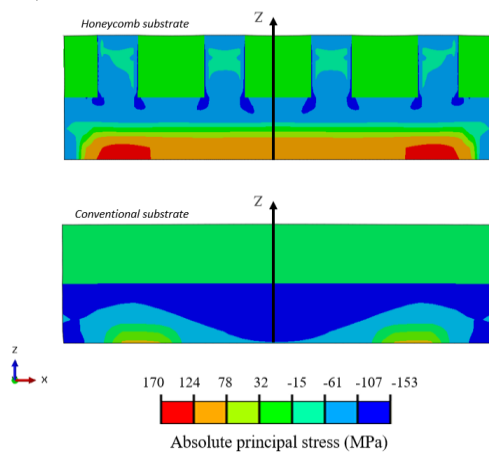 Honeycomb substrate
Z
Conventional substrate
Z
z
x
170 124 78 32 -15 -61 -107 -153
Absolute principal stress (MPa)